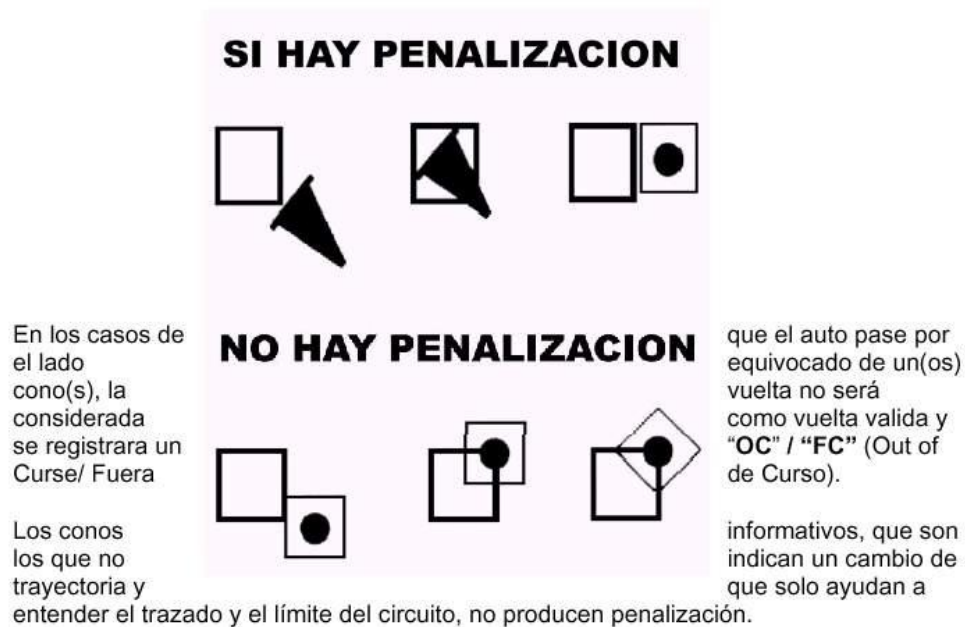 SI HAY PENALIZACION
NO HAY PENALIZACION
En los casos de que el auto pase por
el lado equivocado de un(os)
cono(s), la vuelta no será
considerada como vuelta valida y
se registrara un “OC” / “FC” (Out of
Curse/ Fuera de Curso).
Los conos informativos, que son
los que no indican un cambio de
trayectoria y que solo ayudan a
entender el trazado y el límite del circuito, no producen penalización.